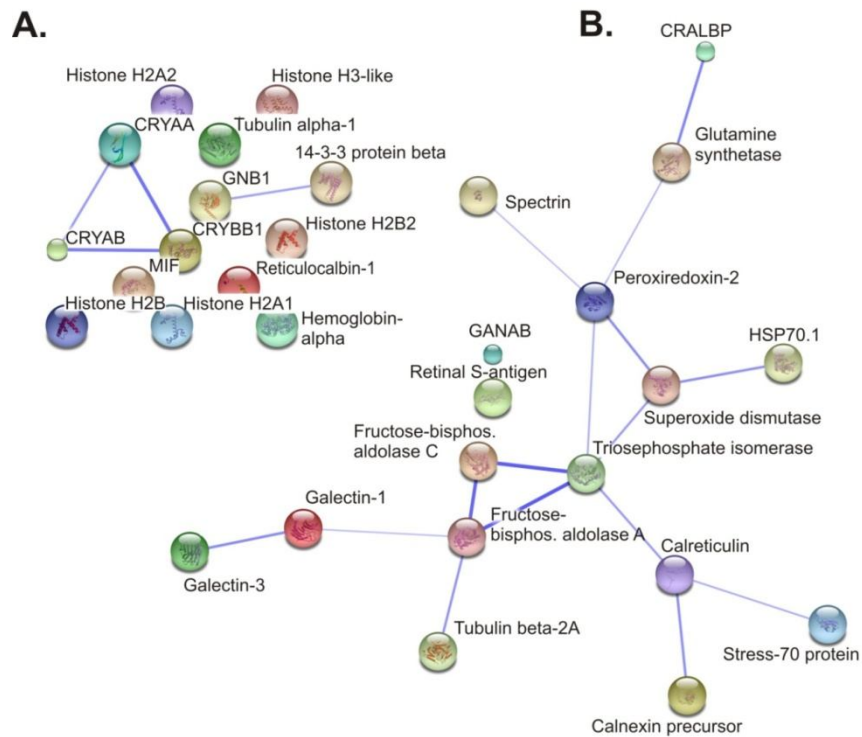 A.
Histone H2A2
Histone H3-like
CRYAA
Tubulin alpha-1
14-3-3 protein beta
GNB1
CRYAB
CRYBB1
Histone H2B2
MIF
Reticulocalbin-1
Histone H2B
Histone H2A1
Hemoglobin-
alpha
B.
CRALBP
Glutamine
synthetase
Spectrin
Peroxiredoxin-2
GANAB
HSP70.1
Retinal S-antigen
Superoxide dismutase
Fructose-bisphos.
aldolase C
Triosephosphate isomerase
Galectin-1
Fructose-
bisphos. aldolase A
Galectin-3
Calreticulin
Tubulin beta-2A
Stress-70 protein
Calnexin precursor